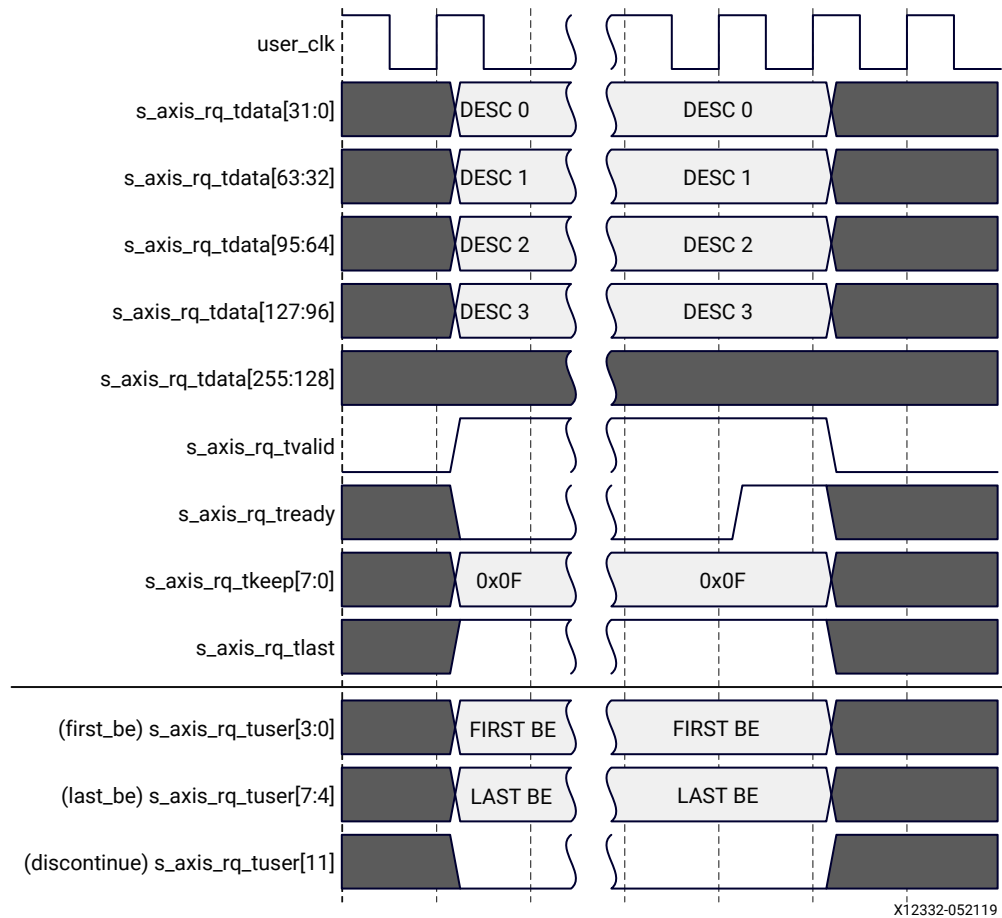 user_clk
s_axis_rq_tdata[31:0] DESC 0 DESC 0
s_axis_rq_tdata[63:32] DESC 1 DESC 1
s_axis_rq_tdata[95:64] DESC 2 DESC 2
s_axis_rq_tdata[127:96] DESC 3 DESC 3
s_axis_rq_tdata[255:128]
s_axis_rq_tvalid
s_axis_rq_tready
s_axis_rq_tkeep[7:0] 0x0F 0x0F
s_axis_rq_tlast
(first_be) s_axis_rq_tuser[3:0] FIRST BE FIRST BE
(last_be) s_axis_rq_tuser[7:4] LAST BE LAST BE
(discontinue) s_axis_rq_tuser[11]
X12332-052119